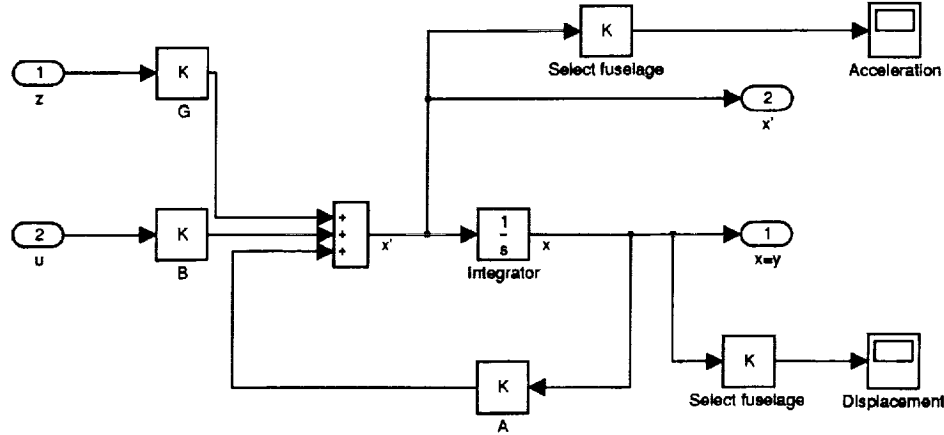 K
Select fuselage
Acceleration
1
z
K
G
2
x'
2
u
K
B
+
+
+
x'
1
s
Integrator
x
1
x=y
K
A
K
Select fuselage
Displacement